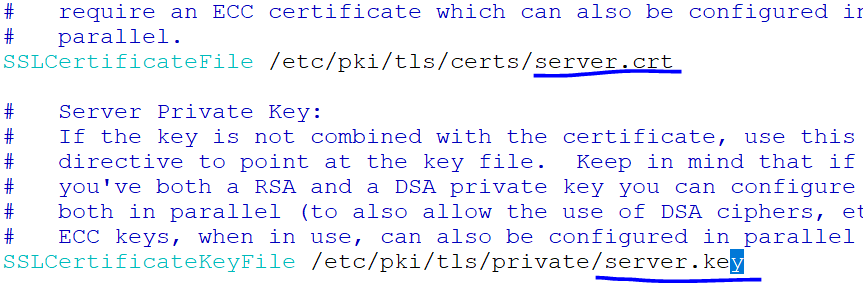 #   require an ECC certificate which can also be configured in
#   parallel.
SSLCertificateFile /etc/pki/tls/certs/server.crt
#   Server Private Key:
#   If the key is not combined with the certificate, use this
#   directive to point at the key file.  Keep in mind that if
#   you've both a RSA and a DSA private key you can configure
#   both in parallel (to also allow the use of DSA ciphers, et
#   ECC keys, when in use, can also be configured in parallel
SSLCertificateKeyFile /etc/pki/tls/private/server.key